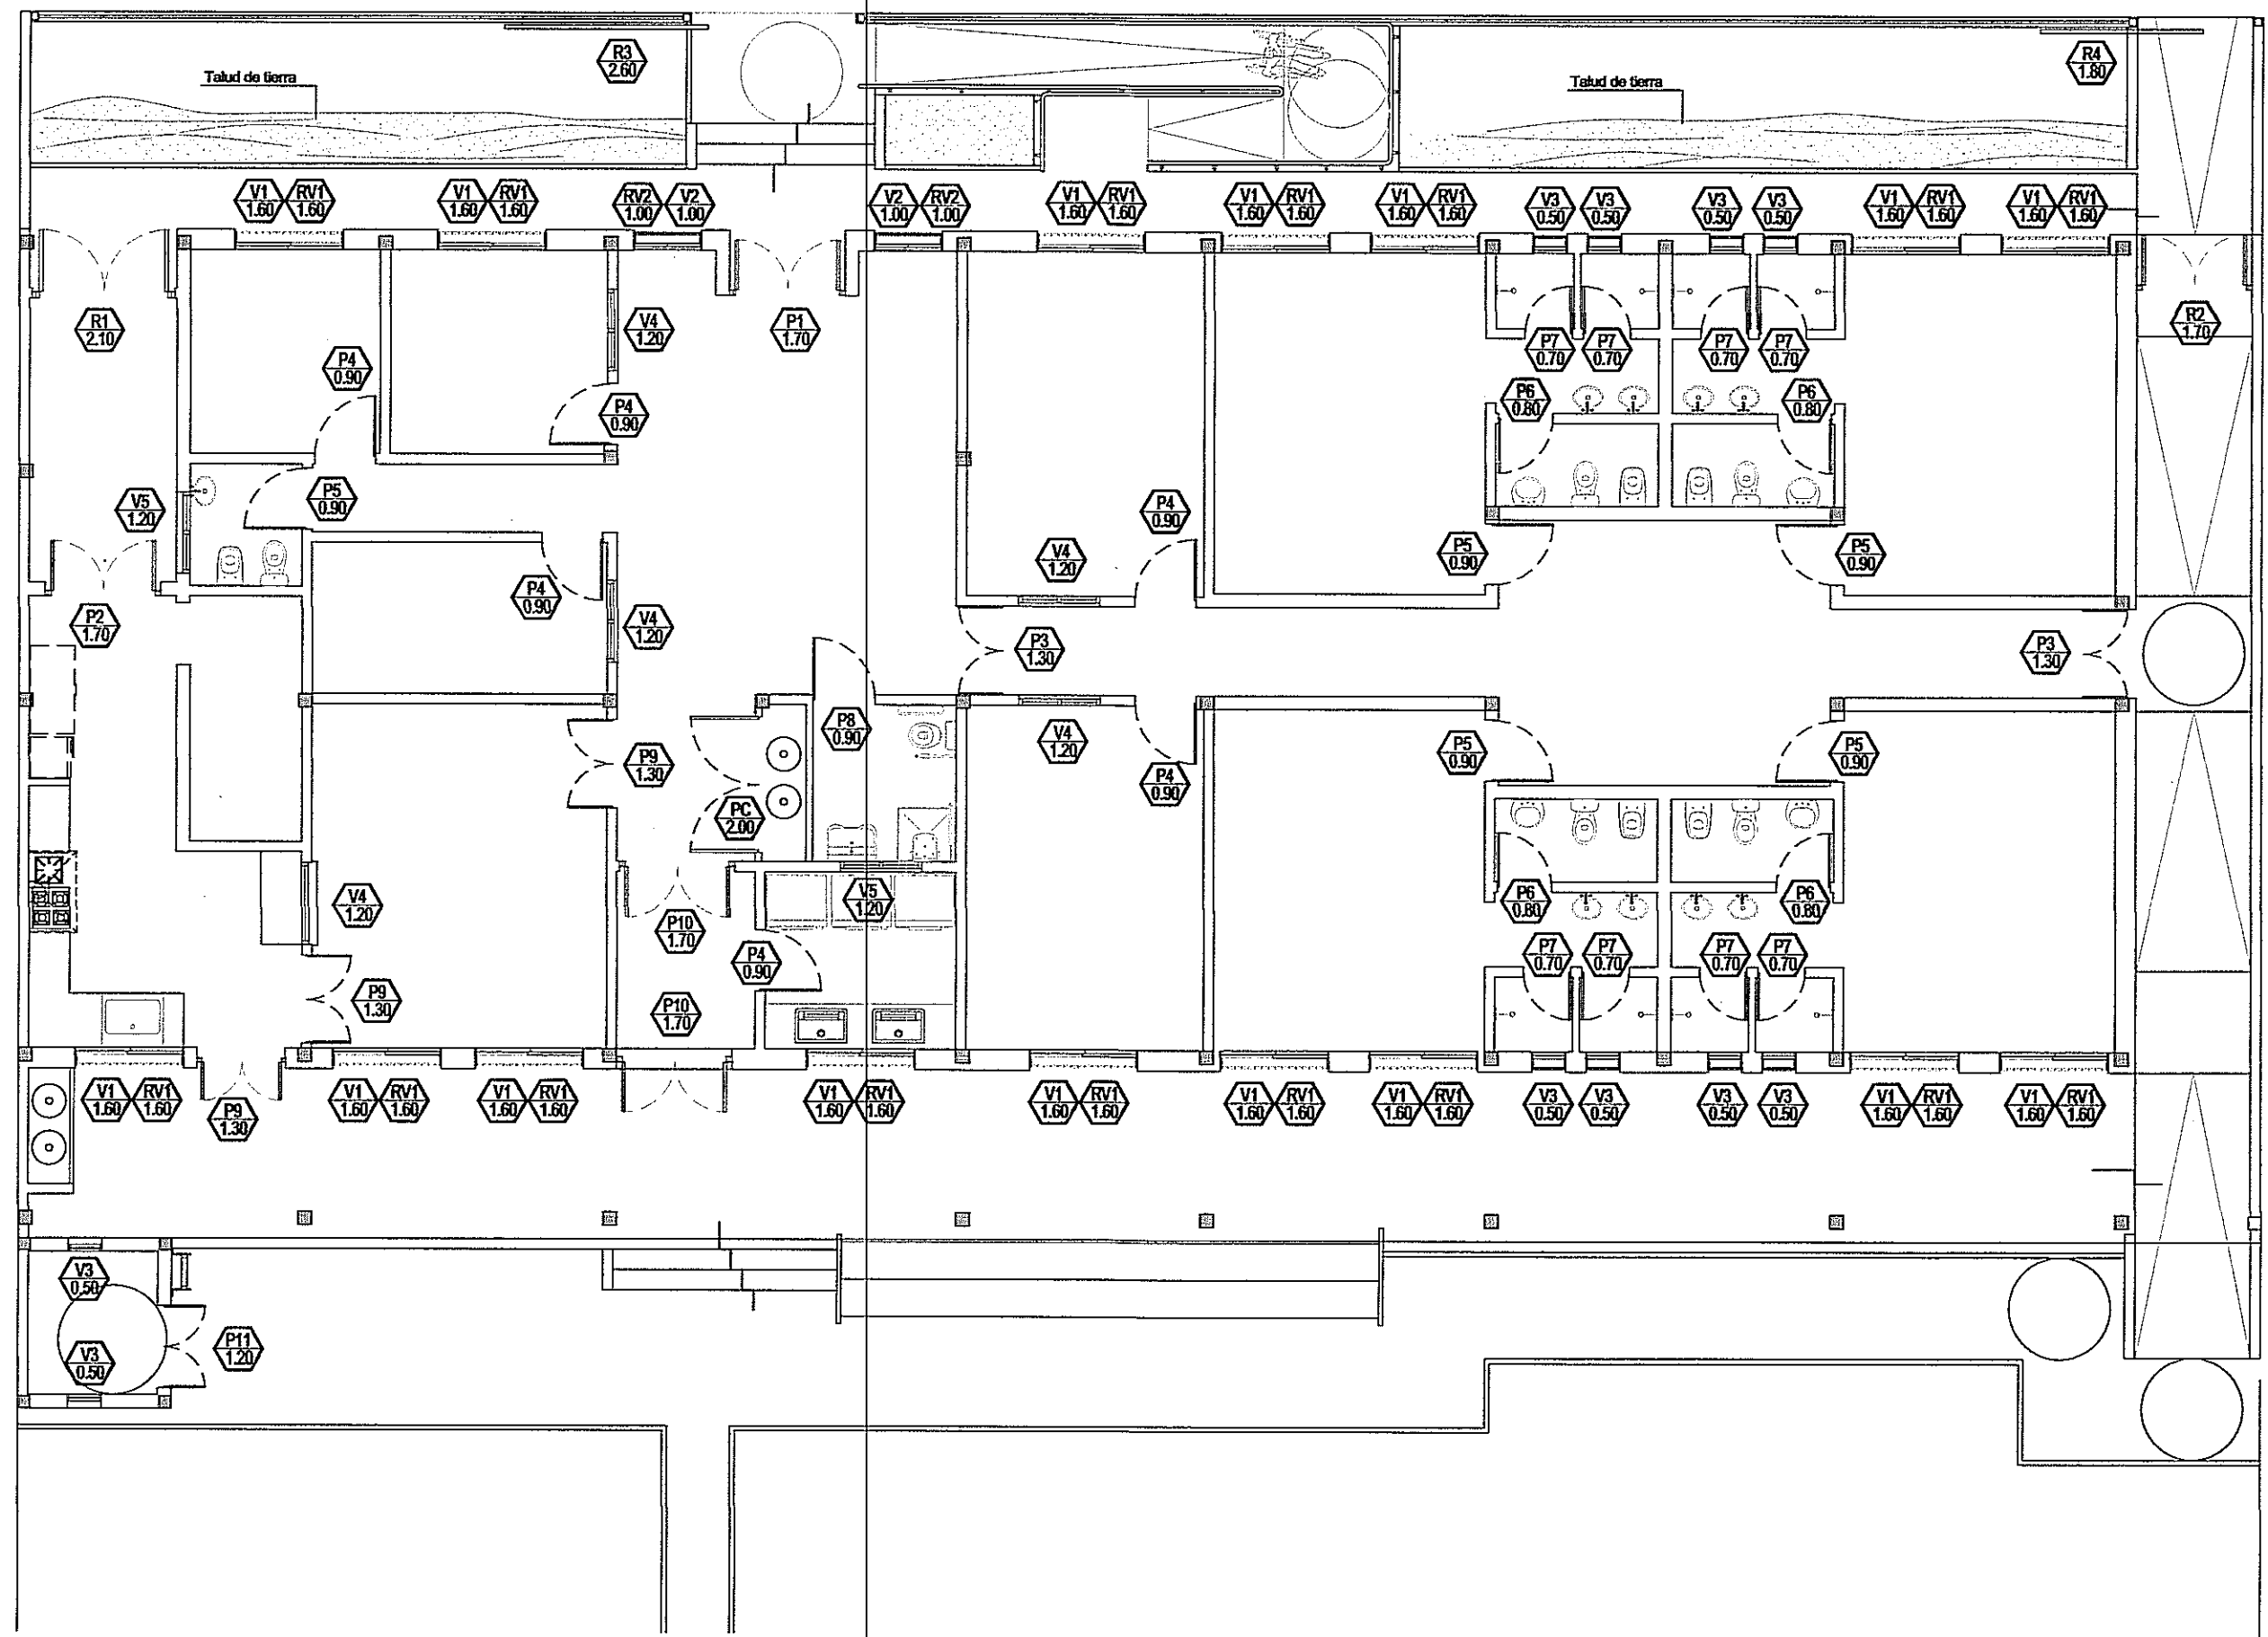 R3
2.60
R4
1.80
Talud de tierra
Talud de tierra
V1 RV1
1.60 1.60
V1 RV1
1.60 1.60
RV2 V2
1.00 1.00
V2 RV2
1.00 1.00
V1 RV1
1.60 1.60
V1 RV1
1.60 1.60
V1 RV1
1.60 1.60
V3 V3
0.50 0.50
V3 V3
0.50 0.50
V1 RV1
1.60 1.60
V1 RV1
1.60 1.60
R1
2.10
V4
1.20
P1
1.70
R2
1.70
P4
0.90
P7 P7
0.70 0.70
P7 P7
0.70 0.70
P4
0.90
P6
0.80
P6
0.80
V5
1.20
P5
0.90
P4
0.90
V4
1.20
P5
0.90
P5
0.90
P4
0.90
P2
1.70
V4
1.20
P3
1.30
P3
1.30
P8
0.90
V4
1.20
P5
0.90
P5
0.90
P9
1.30
P4
0.90
PC
2.00
V4
1.20
V5
1.20
P6
0.80
P6
0.80
P10
1.70
P4
0.90
P7 P7
0.70 0.70
P7 P7
0.70 0.70
P9
1.30
P10
1.70
V1 RV1
1.60 1.60
P9
1.30
V1 RV1
1.60 1.60
V1 RV1
1.60 1.60
V1 RV1
1.60 1.60
V1 RV1
1.60 1.60
V1 RV1
1.60 1.60
V1 RV1
1.60 1.60
V3 V3
0.50 0.50
V3 V3
0.50 0.50
V1 RV1
1.60 1.60
V1 RV1
1.60 1.60
V3
0.50
P11
1.20
V3
0.50